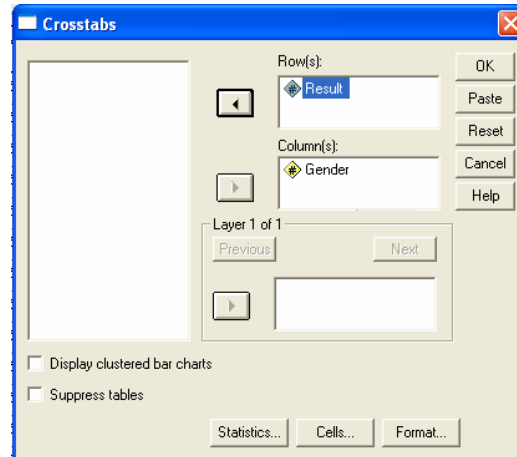 Crosstabs
Row(s):
Result
OK
Paste
Reset
Column(s):
Gender
Cancel
Help
Layer 1 of 1
Previous
Next
Display clustered bar charts
Suppress tables
Statistics...
Cells...
Format...